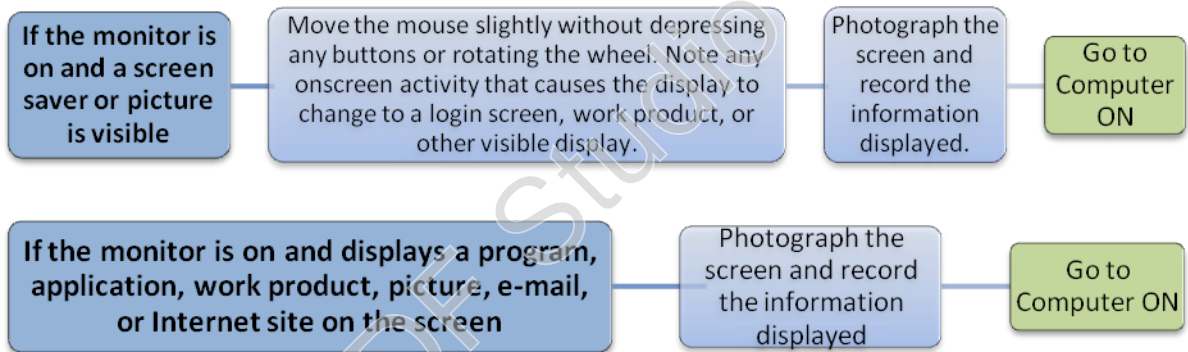 If the monitor is
on and a screen
saver or picture
is visible
Move the mouse slightly without depressing
any buttons or rotating the wheel. Note any
onscreen activity that causes the display to
change to a login screen, work product, or
other visible display.
Photograph the
screen and
record the
information
displayed.
Go to
Computer
ON
If the monitor is on and displays a program,
application, work product, picture, e-mail,
or Internet site on the screen
Photograph the
screen and record
the information
displayed
Go to
Computer ON
DF Studio